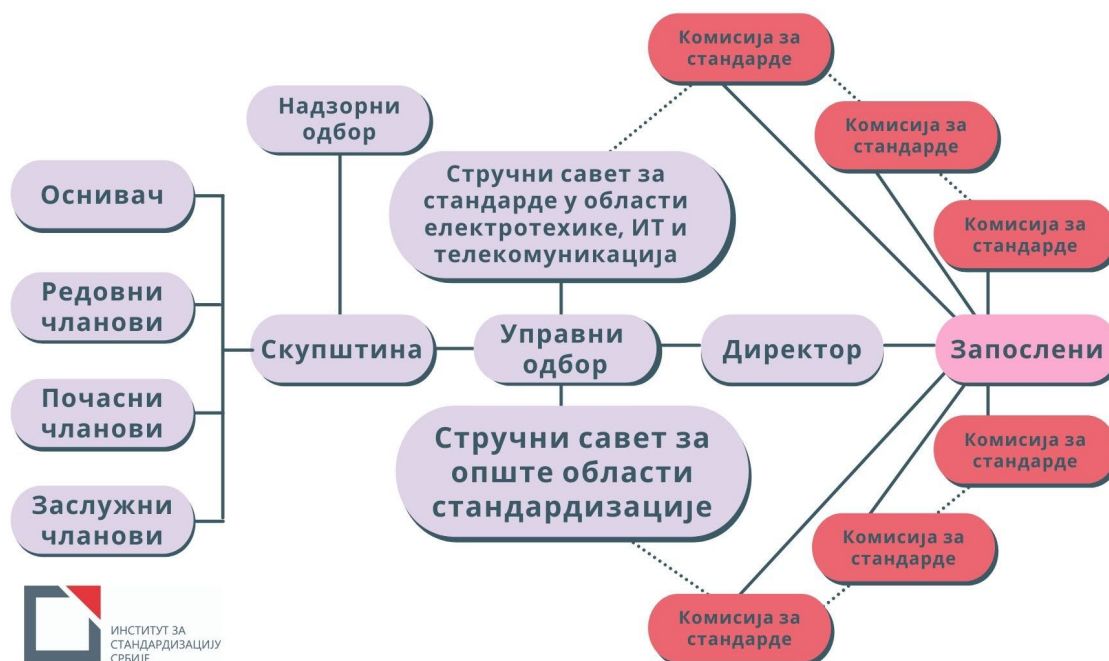 Комисија за
стандарде
Надзорни
одбор
Комисија за
стандарде
Оснивач
Стручни савет за
стандарде у области
електротехике, ИТ и
телекомуникација
Комисија за
стандарде
Редовни
чланови
Скупштина
Управни
одбор
Директор
Запослени
Почасни
чланови
Стручни савет за
опште области
стандардизације
Комисија за
стандарде
Заслужни
чланови
Комисија за
стандарде
Комисија за
стандарде
ИНСТИТУТ ЗА
СТАНДАРДИЗАЦИЈУ
СРБИЈЕ